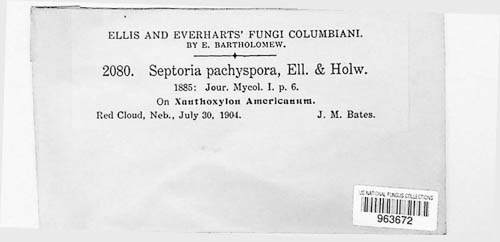 ELLIS AND EVERHARTS' FUNGI COLUMBIANI.
BY E. BARTHOLOMEW.
2080. Septoria pachyspora, Ell. & Holw.
1885: Jour. Mycol. I. p. 6.
On Xanthoxylon Americanum.
Red Cloud, Neb., July 30, 1904. J. M. Bates.
US NATIONAL FUNGUS COLLECTIONS
963672